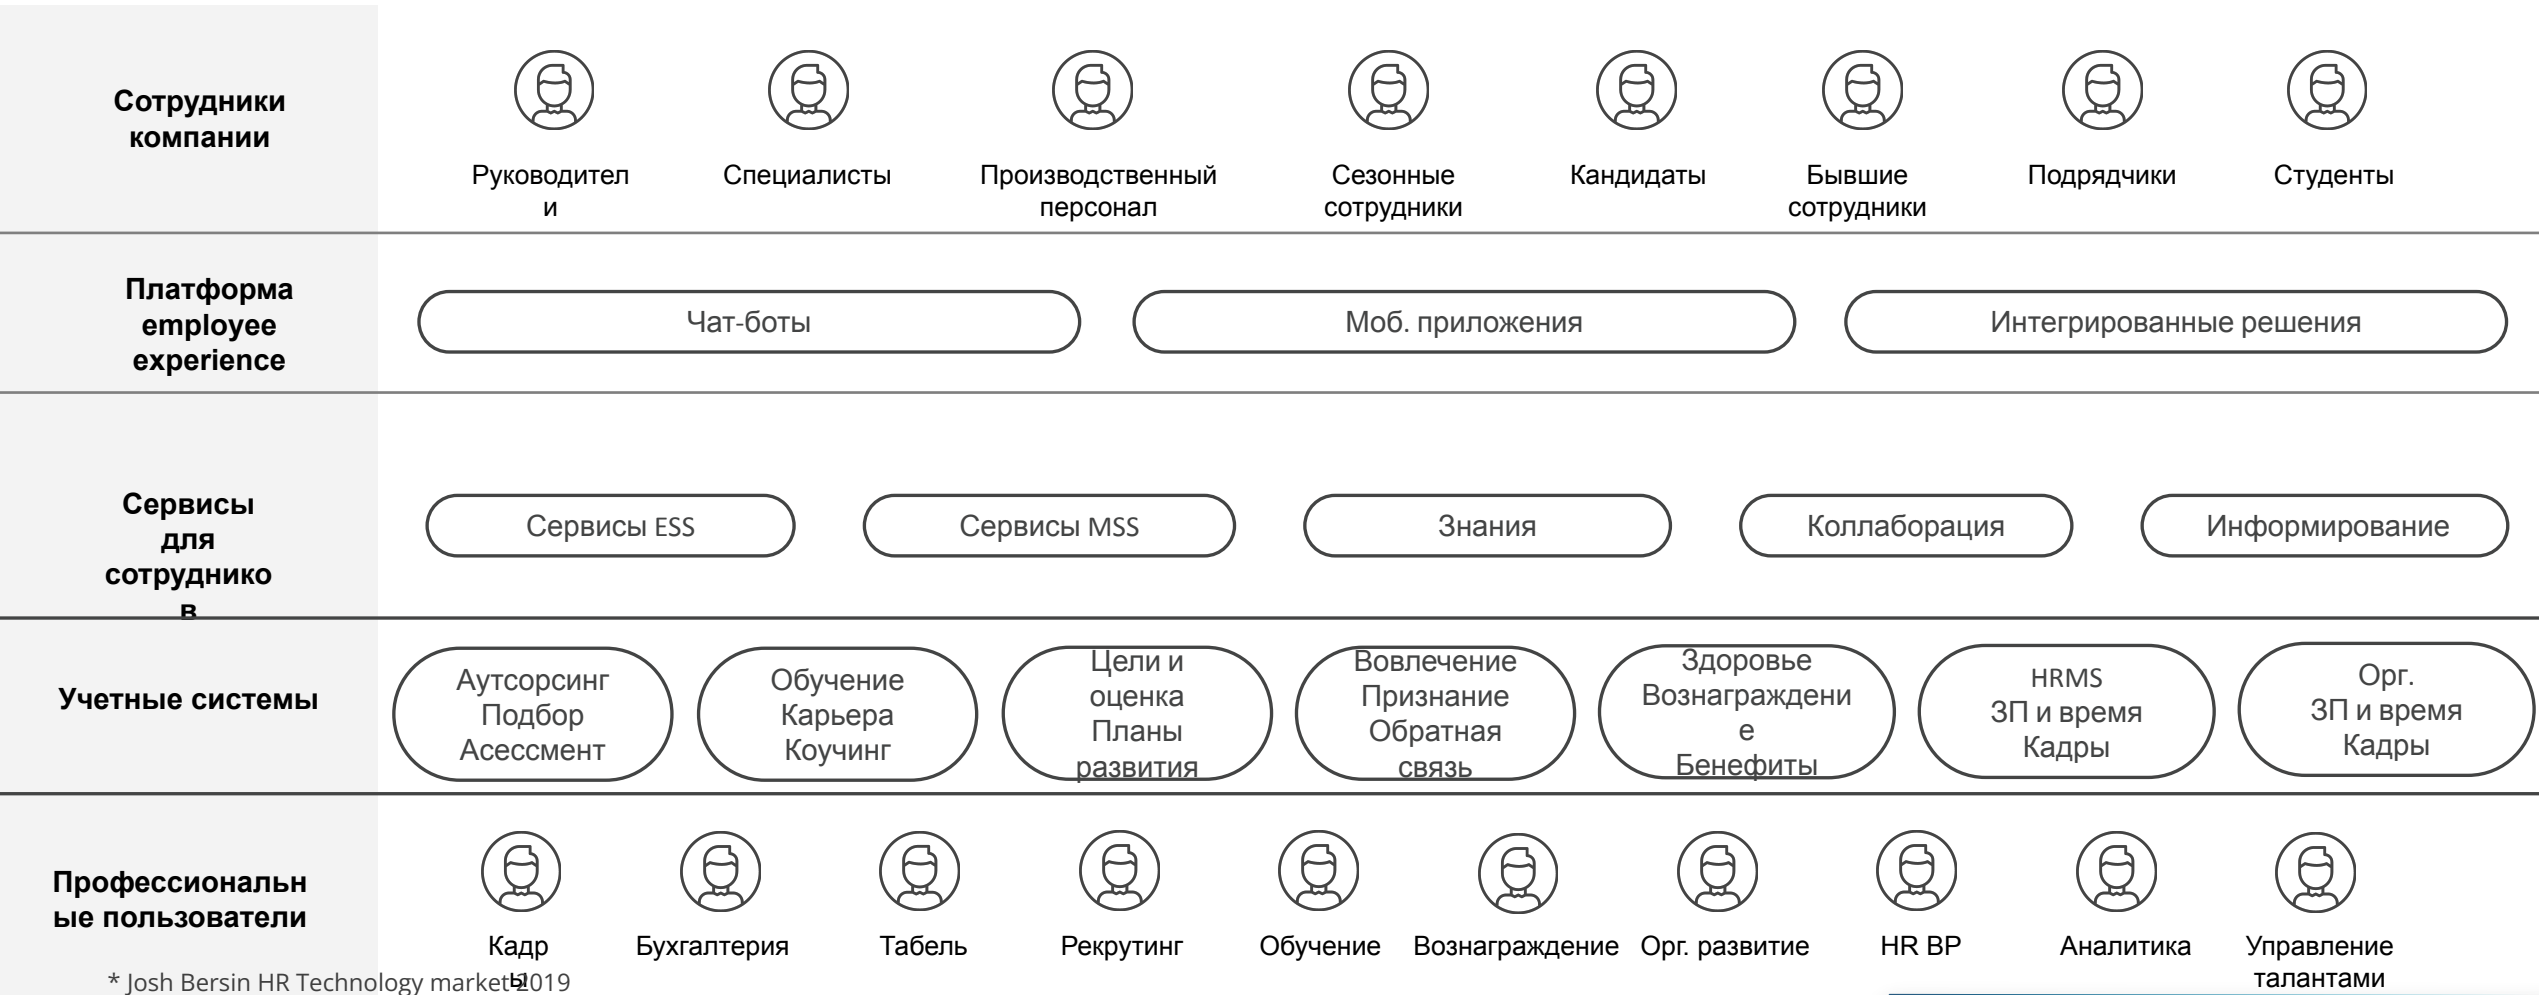 Сотрудники
компании
Руководител
и
Специалисты
Производственный
персонал
Сезонные
сотрудники
Кандидаты
Бывшие
сотрудники
Подрядчики
Студенты
Платформа
employee
experience
Чат-боты
Моб. приложения
Интегрированные решения
Сервисы
для
сотруднико
в
Сервисы ESS
Сервисы MSS
Знания
Коллаборация
Информирование
Учетные системы
Аутсорсинг
Подбор
Асессмент
Обучение
Карьера
Коучинг
Цели и
оценка
Планы
развития
Вовлечение
Признание
Обратная
связь
Здоровье
Вознаграждени
е
Бенефиты
HRMS
ЗП и время
Кадры
Орг.
ЗП и время
Кадры
Профессиональн
ые пользователи
Кадр
ы
Бухгалтерия
Табель
Рекрутинг
Обучение
Вознаграждение
Орг. развитие
HR BP
Аналитика
Управление
талантами
* Josh Bersin HR Technology market 2019